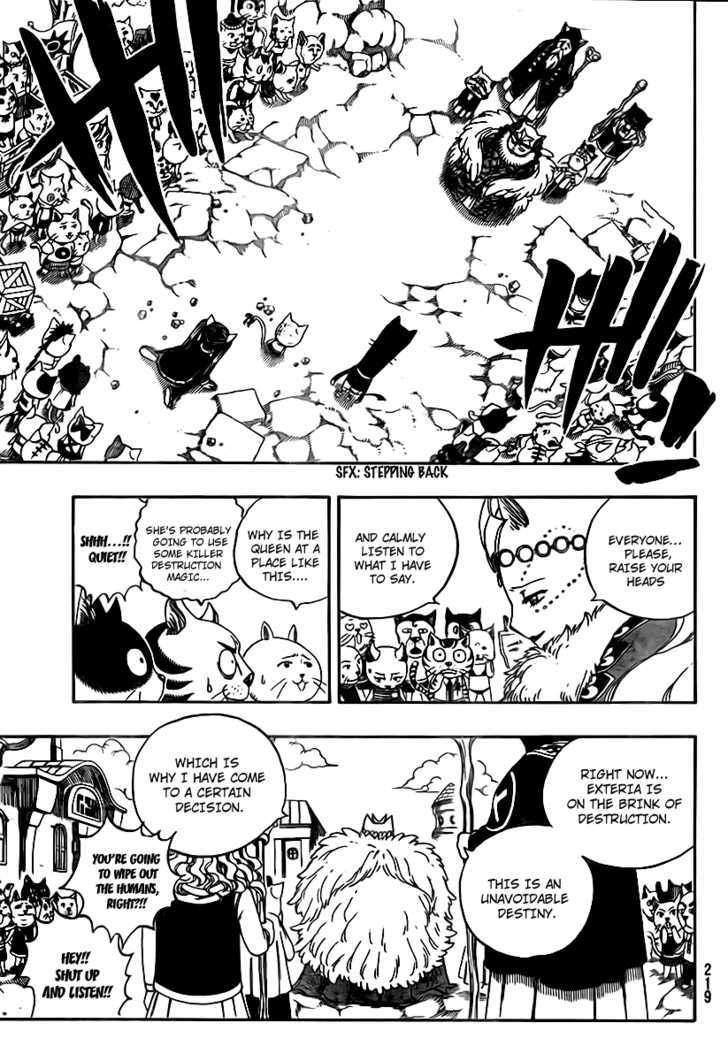 SFX: STEPPING BACK
EVERYONE...
PLEASE,
RAISE YOUR
HEADS
AND CALMLY
LISTEN TO
WHAT I HAVE
TO SAY.
WHY IS THE
QUEEN AT A
PLACE LIKE
THIS....
SHE'S PROBABLY
GOING TO USE
SOME KILLER
DESTRUCTION
MAGIC...
SHHH...!!
QUIET!!
RIGHT NOW...
EXTERIA IS
ON THE BRINK OF
DESTRUCTION.
THIS IS AN
UNAVOIDABLE
DESTINY.
WHICH IS
WHY I HAVE COME
TO A CERTAIN
DECISION.
YOU'RE GOING
TO WIPE OUT
THE HUMANS,
RIGHT?!!
HEY!!
SHUT UP
AND LISTEN!!
219